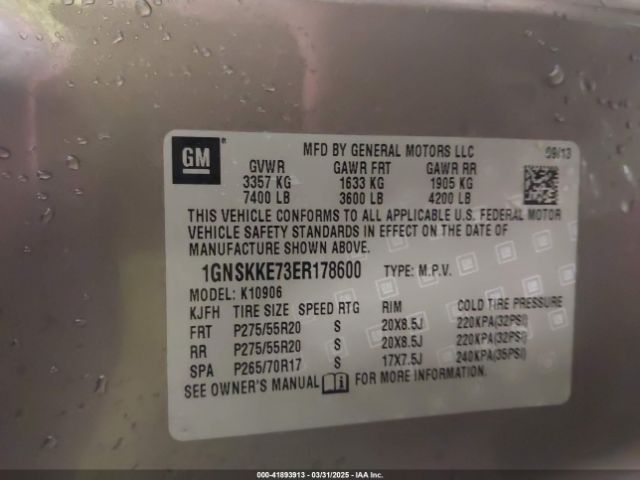 GM
MFD BY GENERAL MOTORS LLC 09/13
GVWR GAWR FRT GAWR RR
3357 KG 1633 KG 1905 KG
7400 LB 3600 LB 4200 LB
THIS VEHICLE CONFORMS TO ALL APPLICABLE U.S. FEDERAL MOTOR
VEHICLE SAFETY STANDARDS IN EFFECT ON THE DATE OF
MANUFACTURE SHOWN ABOVE.
1GNSKKE73ER178600 TYPE: M.P.V.
MODEL: K10906
KJFH TIRE SIZE SPEED RTG RIM COLD TIRE PRESSURE
FRT P275/55R20 S 20X8.5J 220KPA(32PSI)
RR P275/55R20 S 20X8.5J 220KPA(32PSI)
SPA P265/70R17 S 17X7.5J 240KPA(35PSI)
SEE OWNER'S MANUAL FOR MORE INFORMATION.
000-41893913 - 03/31/2025 - IAA Inc.